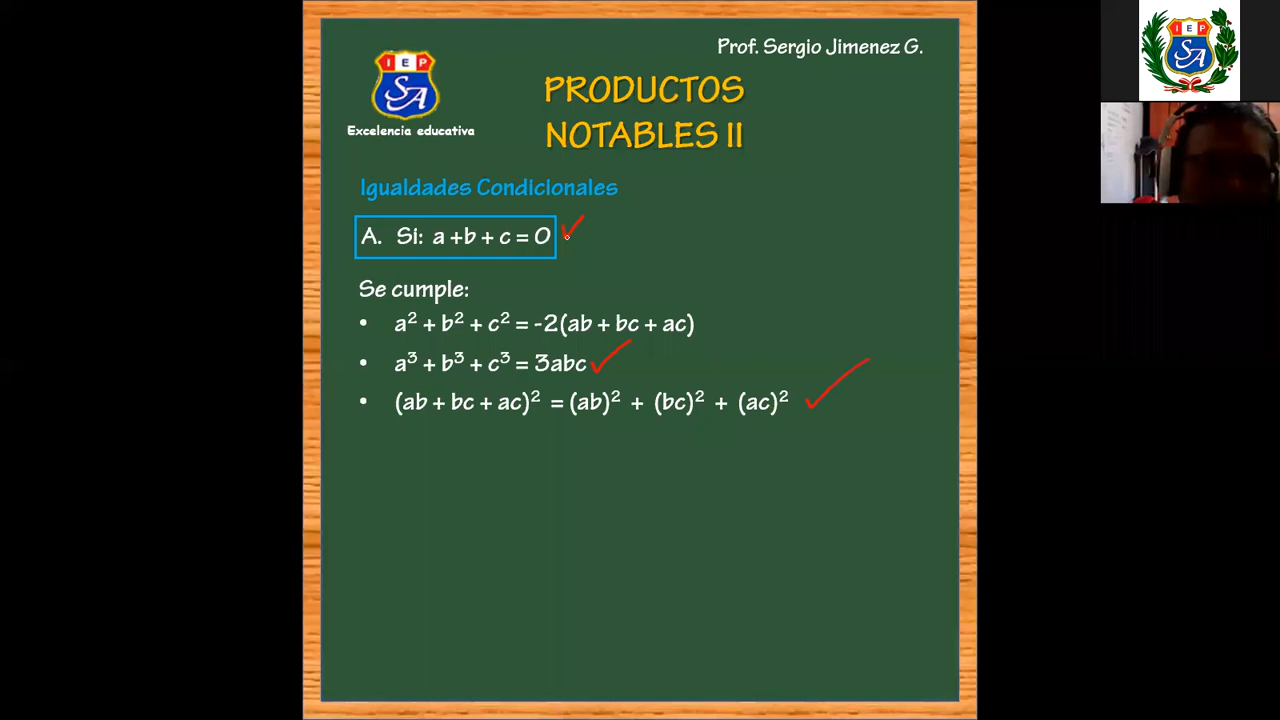 Prof. Sergio Jimenez G.
I E P
SA
Excelencia educativa
PRODUCTOS
NOTABLES II
Igualdades Condicionales
A. Si: a +b + c = 0
Se cumple:
• a² + b² + c² = -2(ab + bc + ac)
• a³ + b³ + c³ = 3abc
• (ab + bc + ac)² = (ab)² + (bc)² + (ac)²
I E P
SA